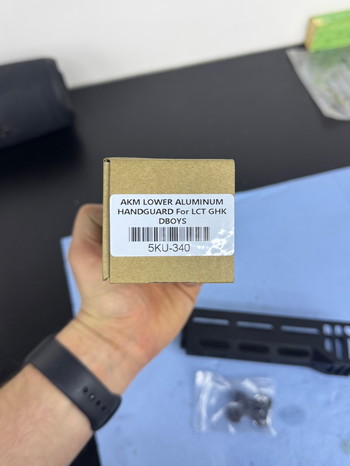 AKM LOWER ALUMINUM
HANDGUARD For LCT GHK
DBOYS
5KU-340